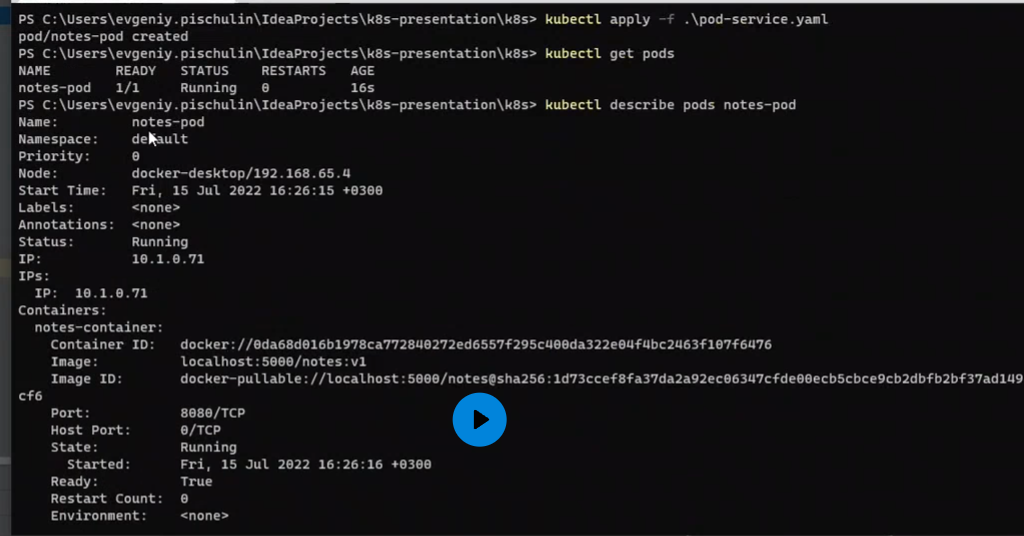 PS C:\Users\evgeniy.pischulin\IdeaProjects\k8s-presentation\k8s> kubectl apply -f .\pod-service.yaml
pod/notes-pod created
PS C:\Users\evgeniy.pischulin\IdeaProjects\k8s-presentation\k8s> kubectl get pods
NAME READY STATUS RESTARTS AGE
notes-pod 1/1 Running 0 16s
PS C:\Users\evgeniy.pischulin\IdeaProjects\k8s-presentation\k8s> kubectl describe pods notes-pod
Name: notes-pod
Namespace: default
Priority: 0
Node: docker-desktop/192.168.65.4
Start Time: Fri, 15 Jul 2022 16:26:15 +0300
Labels: <none>
Annotations: <none>
Status: Running
IP: 10.1.0.71
IPs:
IP: 10.1.0.71
Containers:
notes-container:
Container ID: docker://0da68d016b1978ca772840272ed6557f295c400da322e04f4bc2463f107f6476
Image: localhost:5000/notes:v1
Image ID: docker-pullable://localhost:5000/notes@sha256:1d73ccef8fa37da2a92ec06347cfde00ecb5cbce9cb2dbfb2bf37ad149
cf6
Port: 8080/TCP
Host Port: 0/TCP
State: Running
Started: Fri, 15 Jul 2022 16:26:16 +0300
Ready: True
Restart Count: 0
Environment: <none>